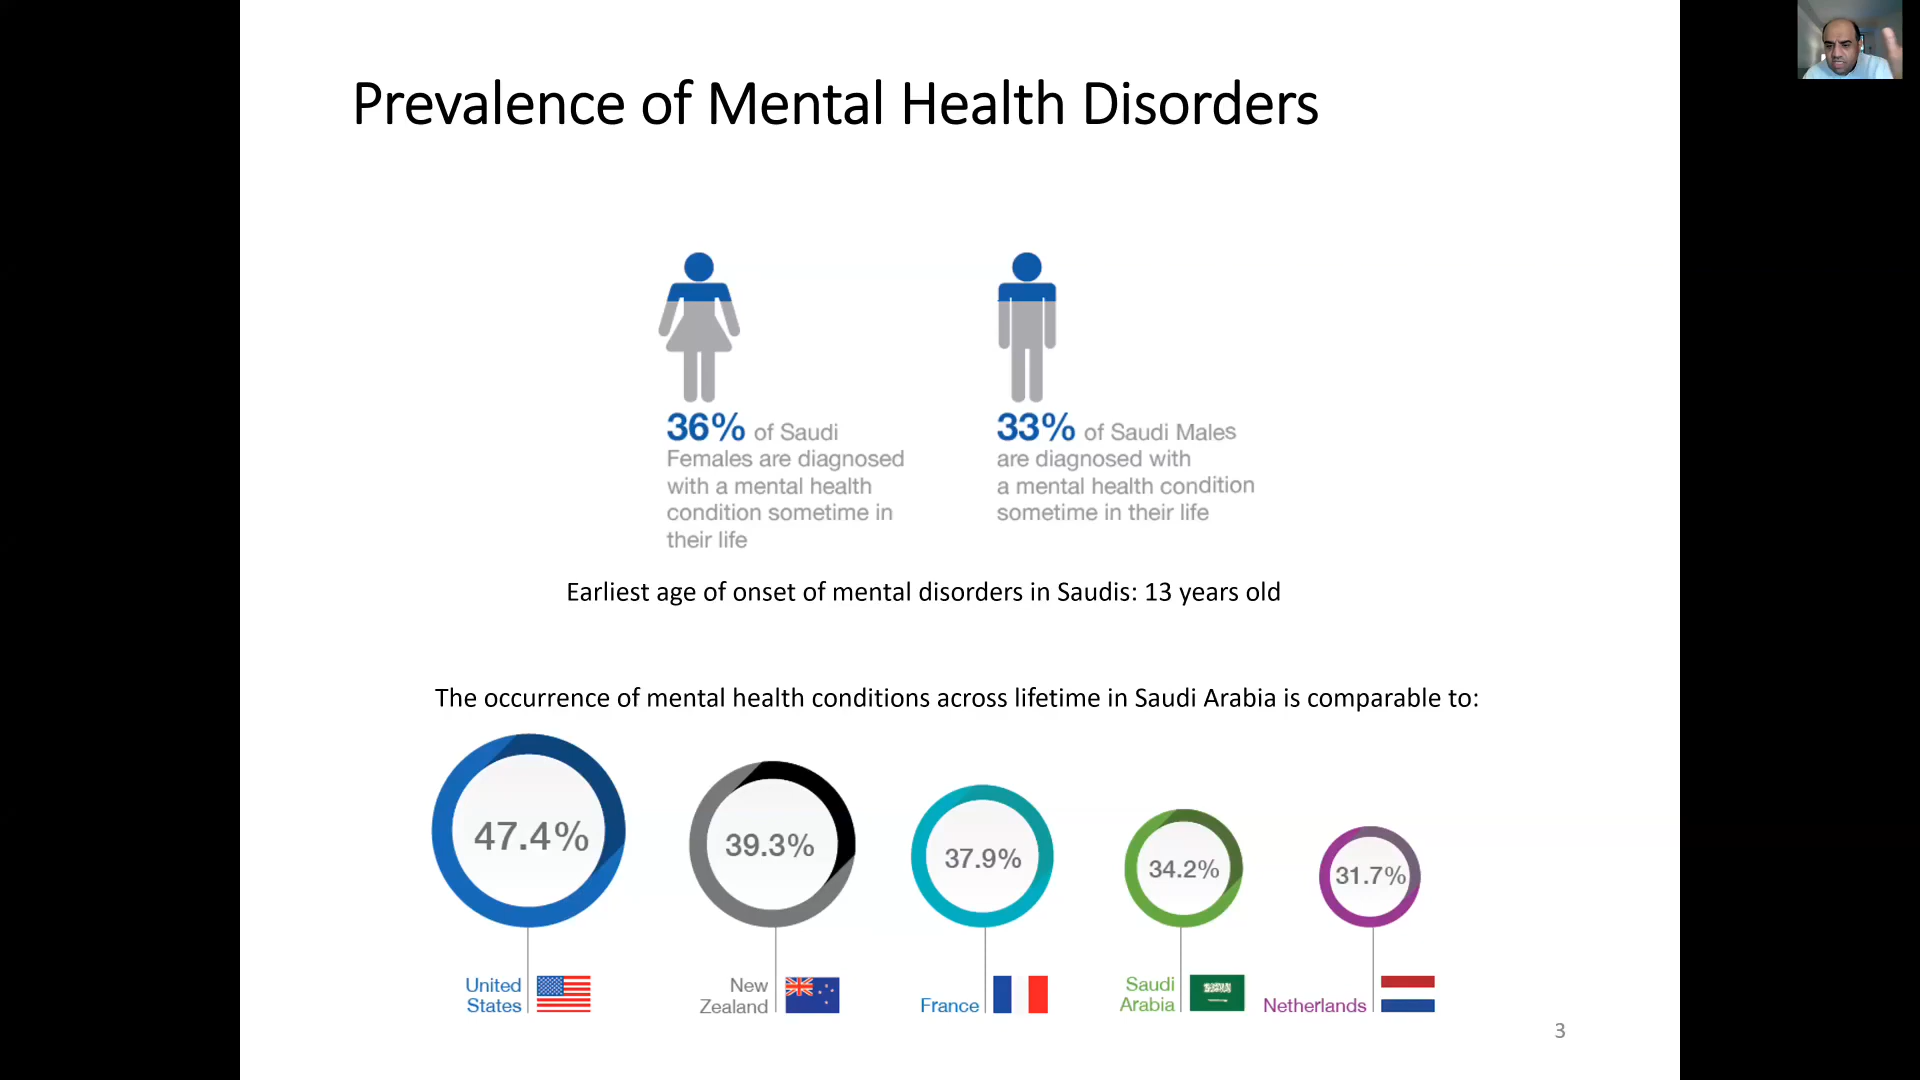 Prevalence of Mental Health Disorders
36% of Saudi
Females are diagnosed
with a mental health
condition sometime in
their life
33% of Saudi Males
are diagnosed with
a mental health condition
sometime in their life
Earliest age of onset of mental disorders in Saudis: 13 years old
The occurrence of mental health conditions across lifetime in Saudi Arabia is comparable to:
47.4%
39.3%
37.9%
34.2%
31.7%
United
States
New
Zealand
France
Saudi
Arabia
Netherlands
3